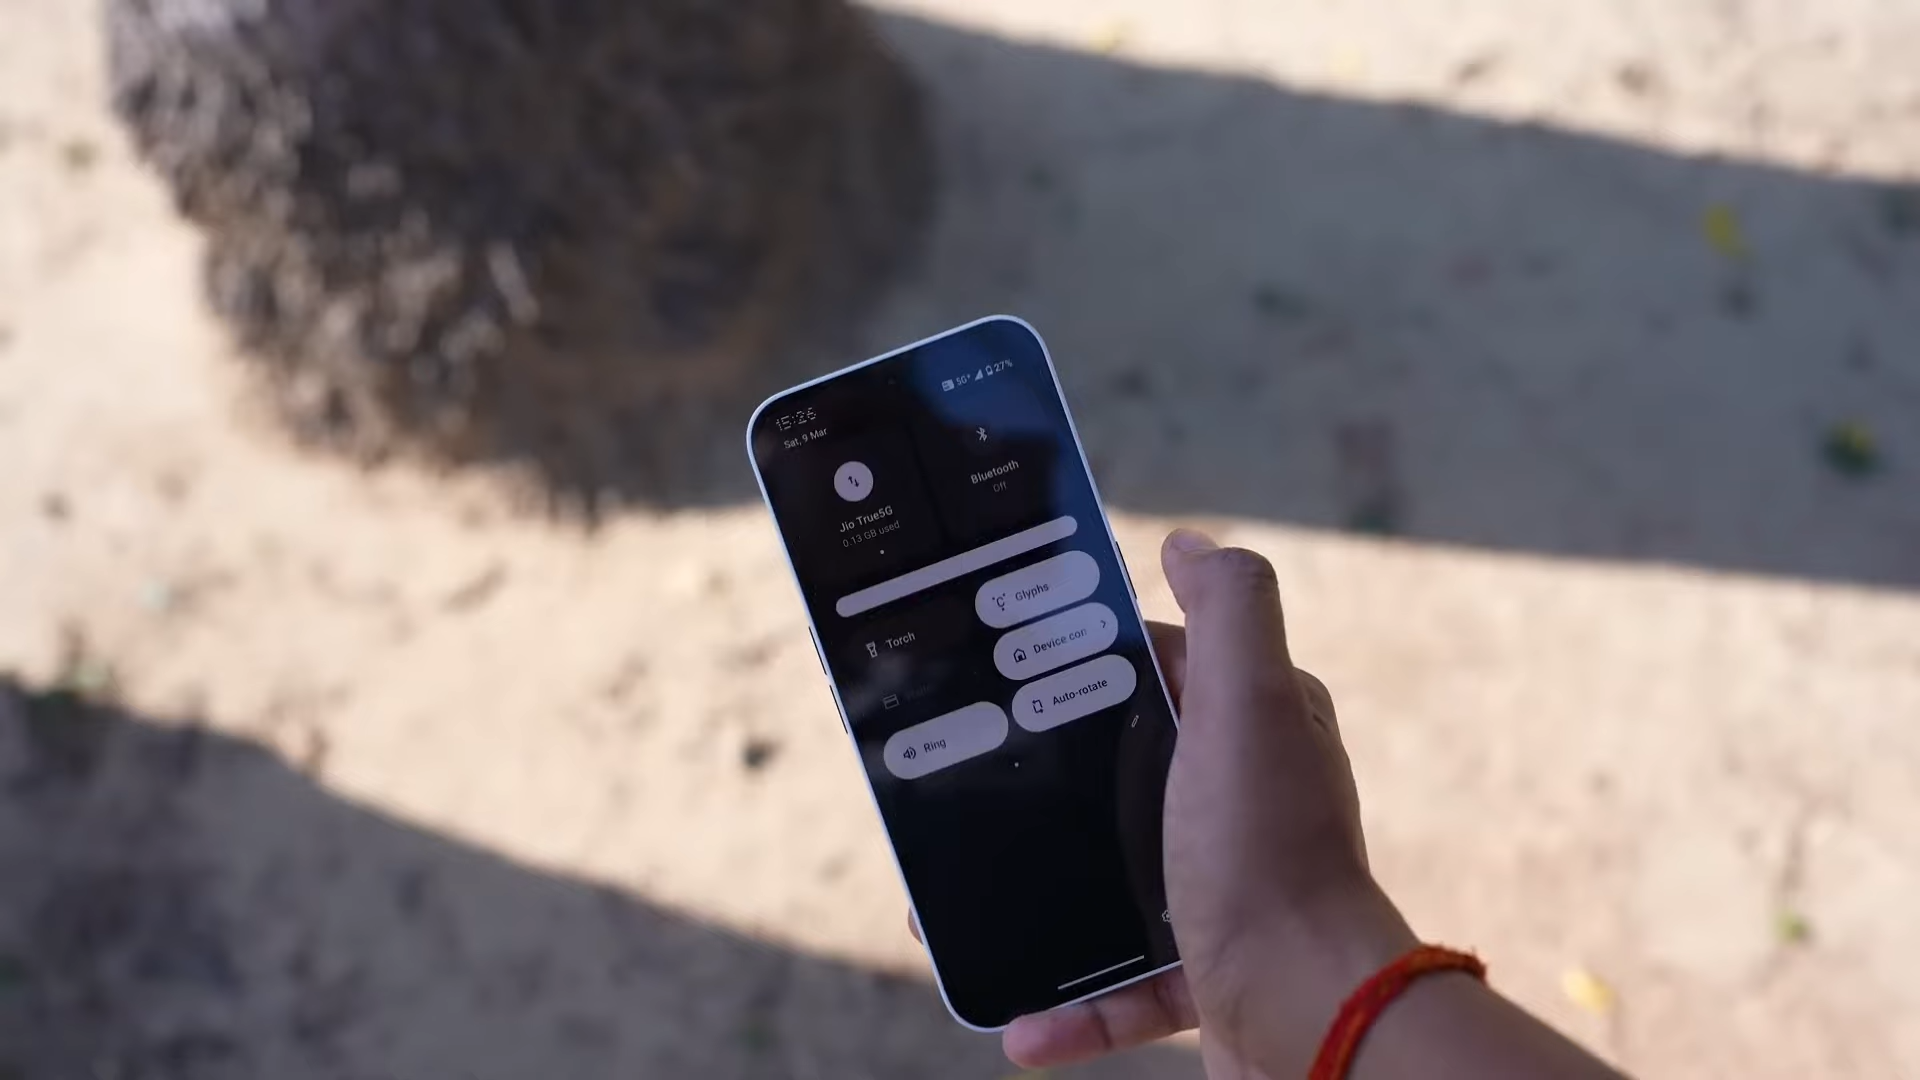 15:26
5G+ 27%
Sat, 9 Mar
Jio True5G
0.13 GB used
Bluetooth
Off
Glyphs
Torch
Device con
Auto-rotate
Ring